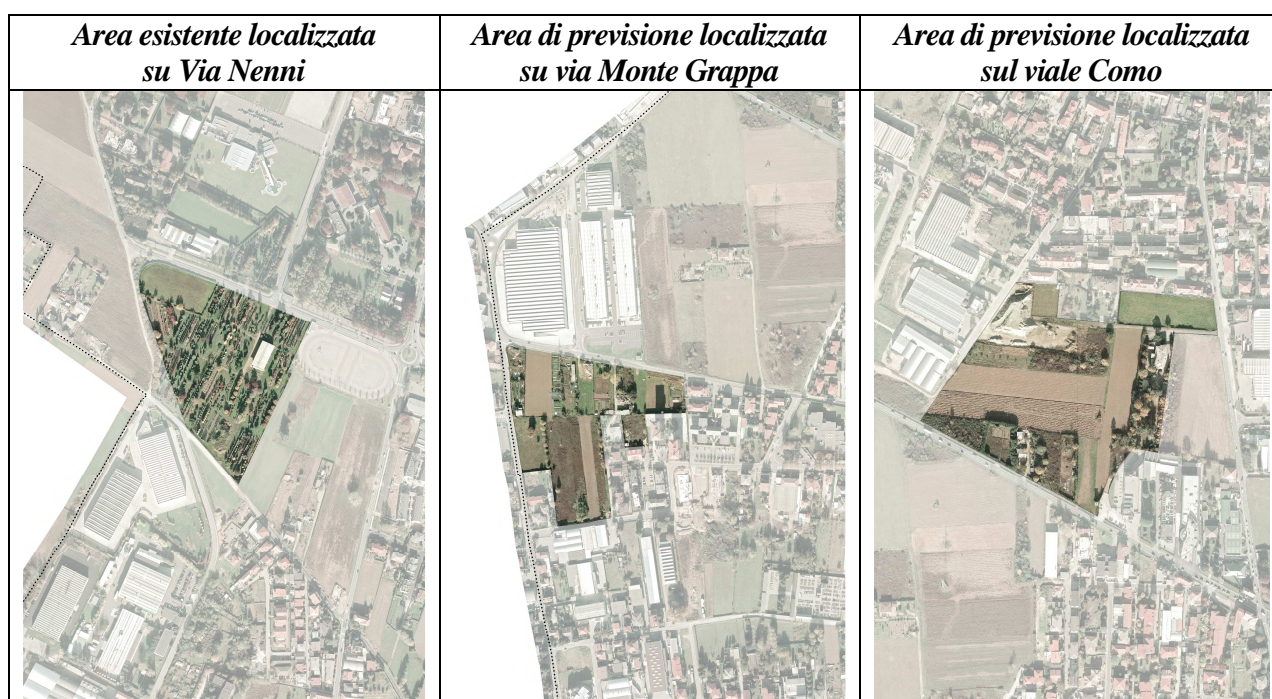 Area esistente localizzata
su Via Nenni
Area di previsione localizzata
su via Monte Grappa
Area di previsione localizzata
sul viale Como